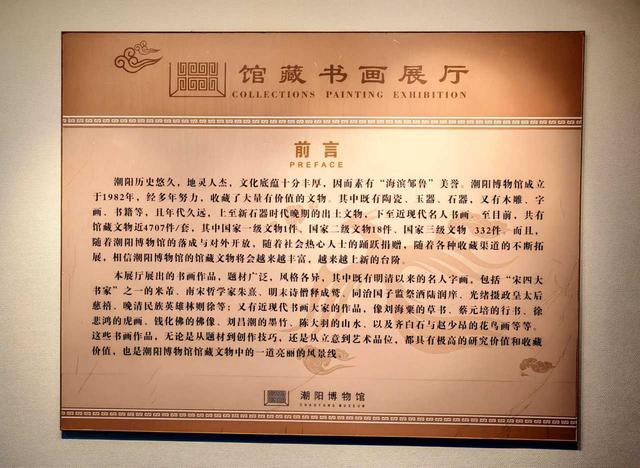 馆藏书画展厅
COLLECTIONS PAINTING EXHIBITION
前言
PREFACE
潮阳历史悠久，地灵人杰，文化底蕴十分丰厚，因而素有“海滨邹鲁”美誉。潮阳博物馆成立
于1982年，经多年努力，收藏了大量有价值的文物。其中既有陶瓷、玉器、石器，又有木雕、字
画、书籍等，且年代久远，上至新石器时代晚期的出土文物，下至近现代名人书画。至目前，共有
馆藏文物近4707件/套，其中国家一级文物1件、国家二级文物18件、国家三级文物 332件。而且，
随着潮阳博物馆的落成与对外开放，随着社会热心人士的踊跃捐赠，随着各种收藏渠道的不断拓
展，相信潮阳博物馆的馆藏文物将会越来越丰富，越来越上新的台阶。
本展厅展出的书画作品，题材广泛，风格各异，其中既有明清以来的名人字画，包括“宋四大
书家”之一的米芾、南宋哲学家朱熹、明末诗僧释成鹫、同治国子监祭酒陆润庠、光绪摄政皇太后
慈禧、晚清民族英雄林则徐等；又有近现代书画大家的作品，像刘海粟的草书、蔡元培的行书、徐
悲鸿的虎画、钱化佛的佛像、刘昌潮的墨竹、陈大羽的山水、以及齐白石与赵少昂的花鸟画等等。
这些书画作品，无论是从题材到创作技巧，还是从立意到艺术品位，都具有极高的研究价值和收藏
价值，也是潮阳博物馆馆藏文物中的一道亮丽的风景线。
潮阳博物馆
CHAOYANG MUSEUM